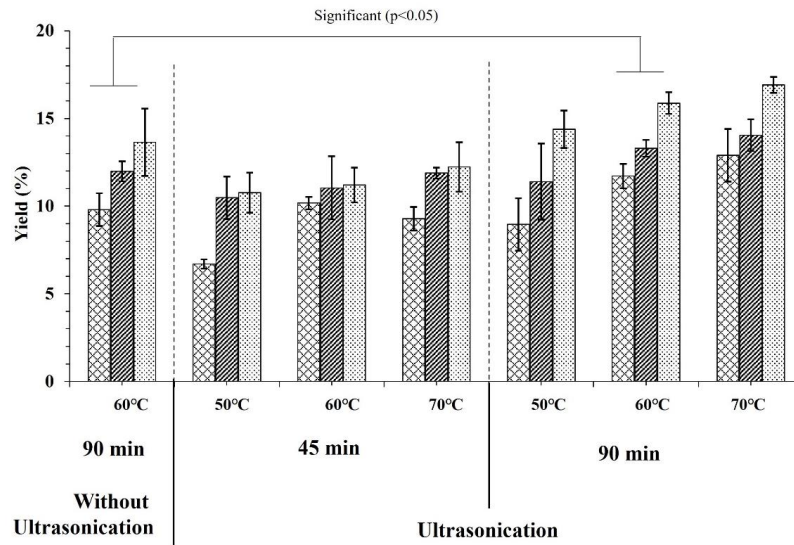 Significant (p<0.05)
20
15
10
5
0
Yield (%)
60°C
50°C
60°C
70°C
50°C
60°C
70°C
90 min
45 min
90 min
Without
Ultrasonication
Ultrasonication